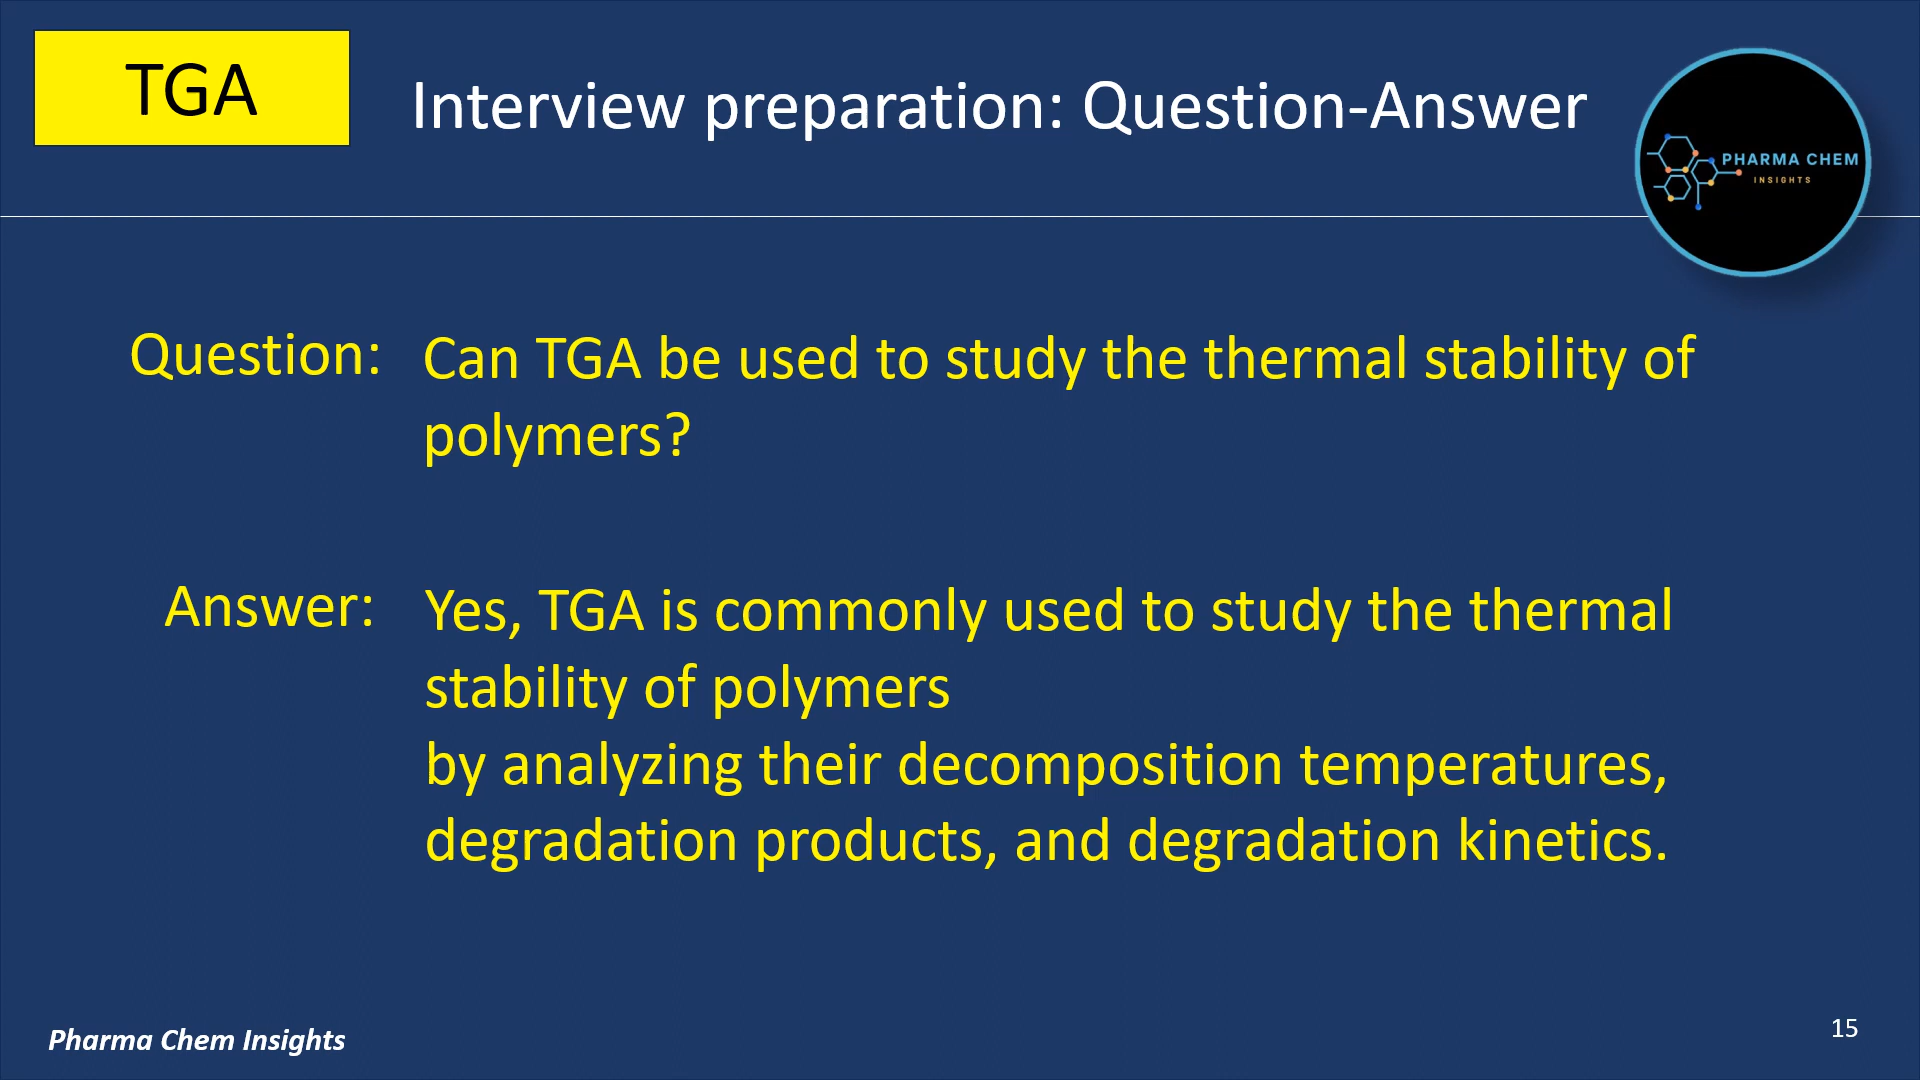 TGA
Interview preparation: Question-Answer
PHARMA CHEM
INSIGHTS
Question:
Can TGA be used to study the thermal stability of
polymers?
Answer:
Yes, TGA is commonly used to study the thermal
stability of polymers
by analyzing their decomposition temperatures,
degradation products, and degradation kinetics.
Pharma Chem Insights
15